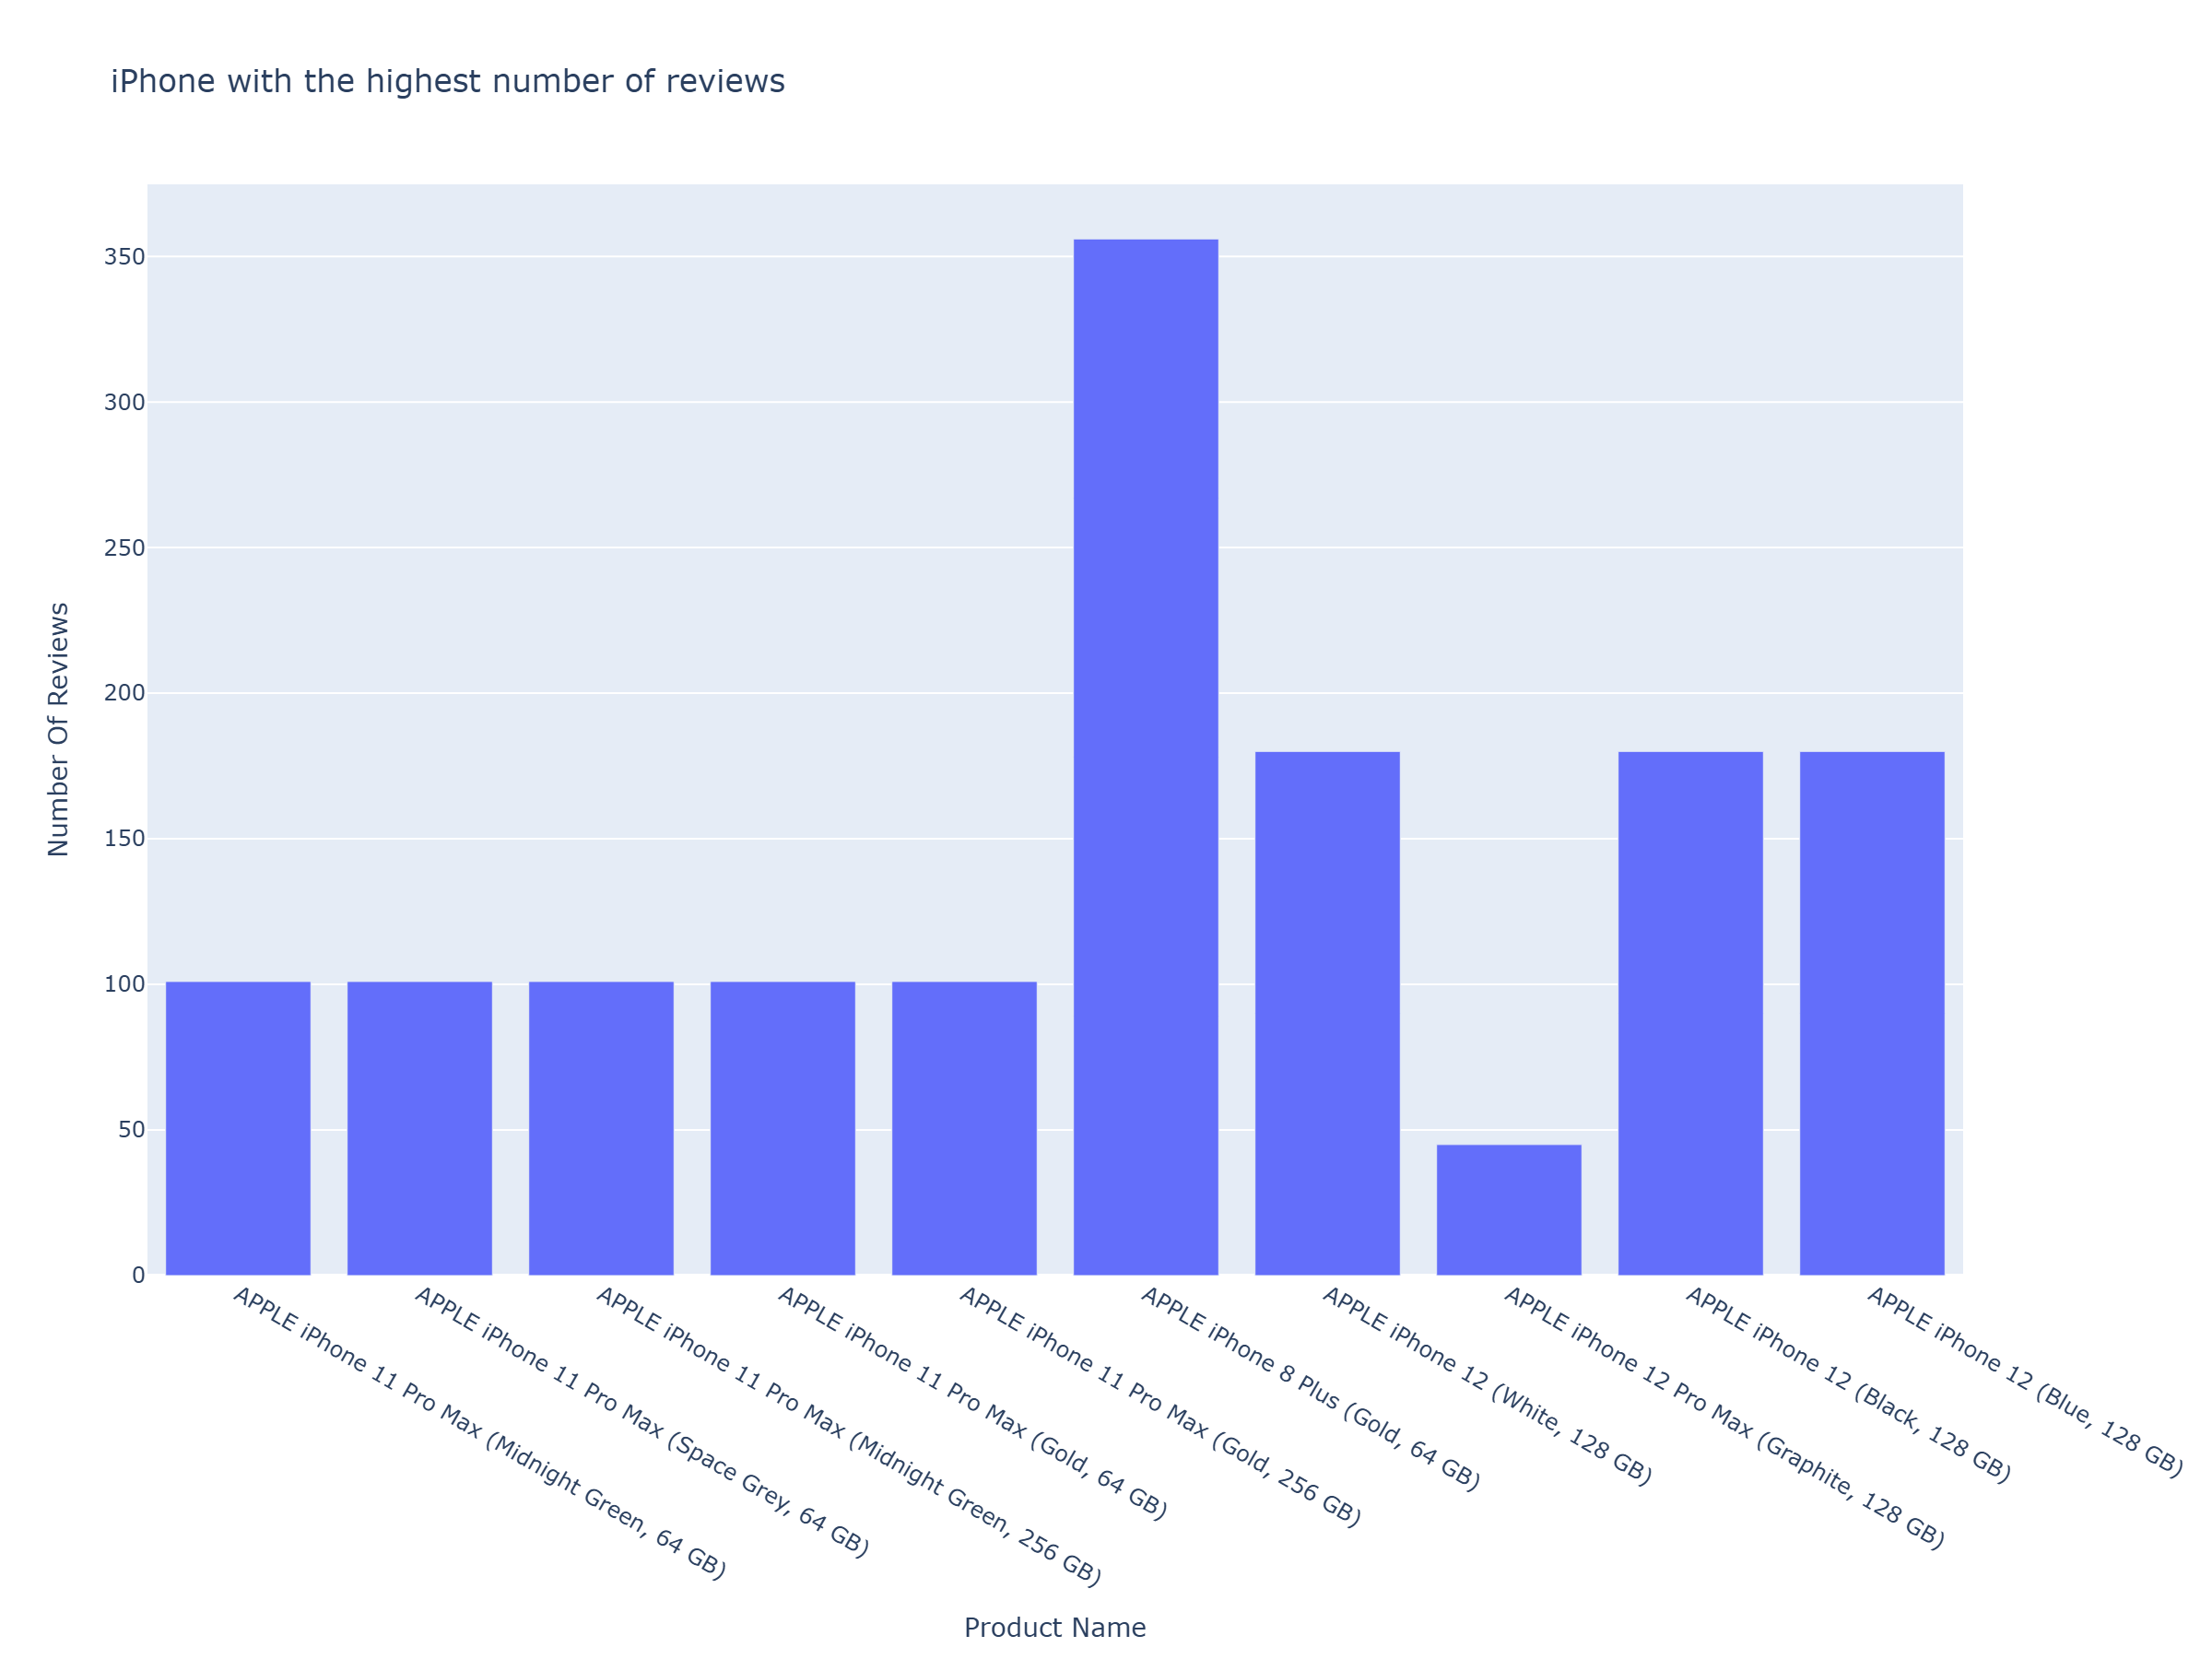 iPhone with the highest number of reviews
Number Of Reviews
350
300
250
200
150
100
50
0
APPLE iPhone 11 Pro Max (Midnight Green, 64 GB)
APPLE iPhone 11 Pro Max (Space Grey, 64 GB)
APPLE iPhone 11 Pro Max (Midnight Green, 256 GB)
APPLE iPhone 11 Pro Max (Gold, 64 GB)
APPLE iPhone 11 Pro Max (Gold, 256 GB)
APPLE iPhone 8 Plus (Gold, 64 GB)
APPLE iPhone 12 (White, 128 GB)
APPLE iPhone 12 Pro Max (Graphite, 128 GB)
APPLE iPhone 12 (Black, 128 GB)
APPLE iPhone 12 (Blue, 128 GB)
Product Name